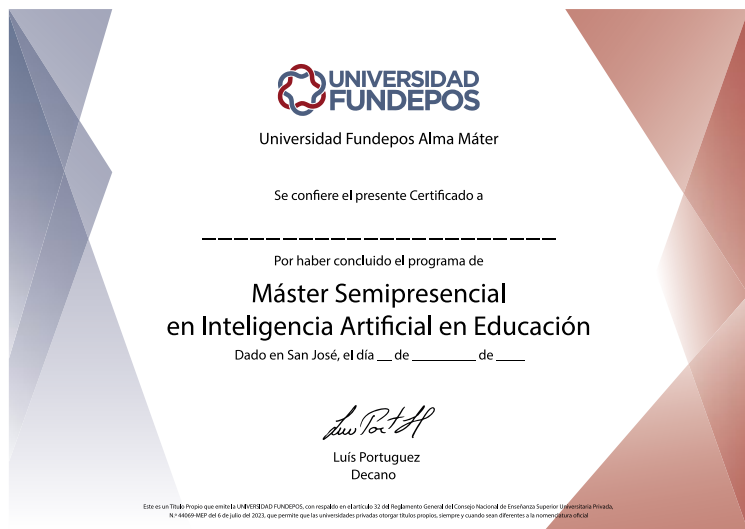 UNIVERSIDAD
FUNDEPOS
Universidad Fundepos Alma Máter
Se confiere el presente Certificado a
Por haber concluido el programa de
Máster Semipresencial
en Inteligencia Artificial en Educación
Dado en San José, el día __ de ________ de ____
Luís Portuguez
Decano
Este es un Título Propio que emite la UNIVERSIDAD FUNDEPOS, con respaldo en el artículo 32 del Reglamento General del Consejo Nacional de Enseñanza Superior Universitaria Privada,
N.º 44069-MEP del 6 de julio del 2023, que permite que las universidades privadas otorgar títulos propios, siempre y cuando sean diferentes a la nomenclatura oficial